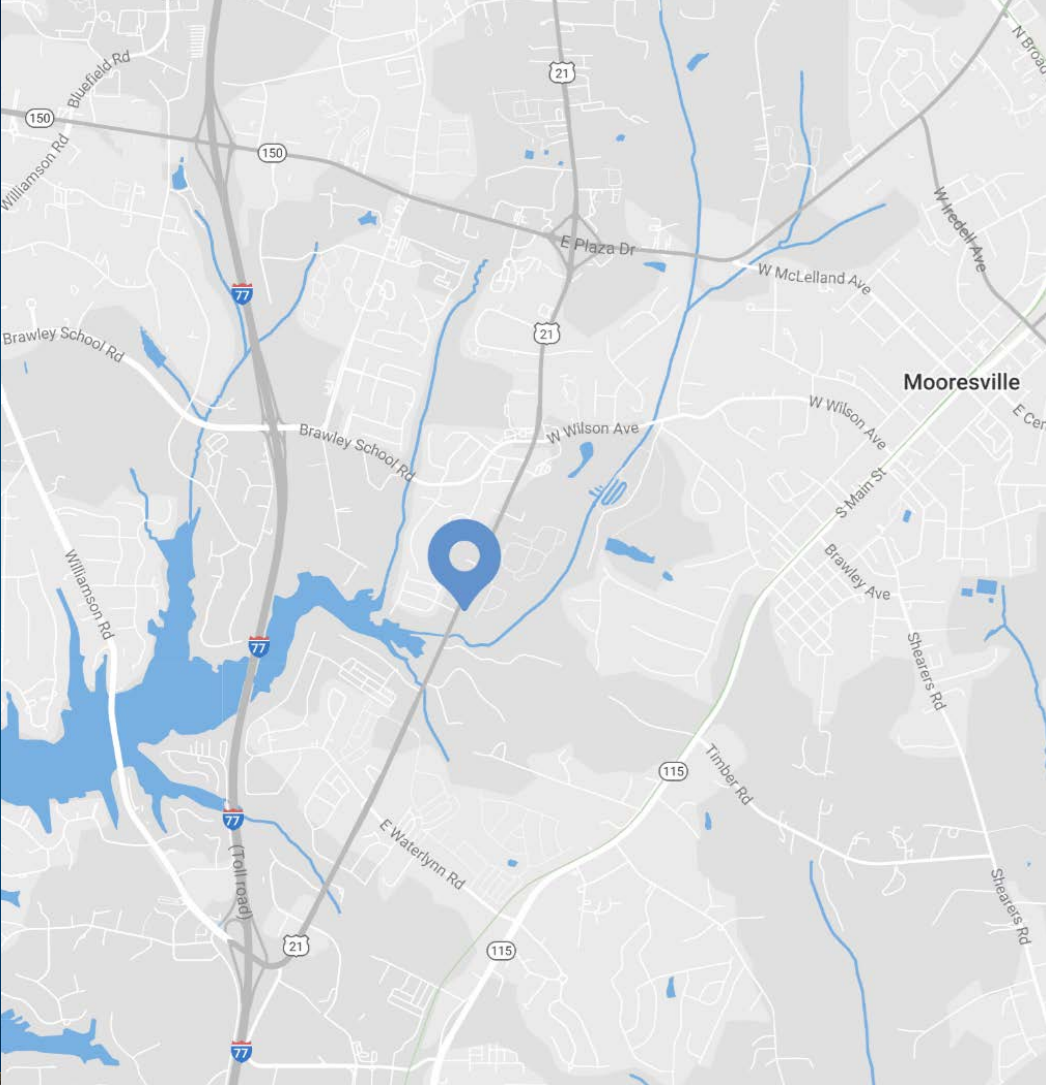 21
N Broad
Bluefield Rd
150
150
Williamson Rd
W Iredell Ave
E Plaza Dr
W McLelland Ave
77
21
Brawley School Rd
Mooresville
W Wilson Ave
E Cen
W Wilson Ave
Brawley School Rd
S Main St
Brawley Ave
Williamson Rd
77
Shearers Rd
115
Timber Rd
77
E Waterlynn Rd
(Toll road)
Shearers Rd
21
115
77